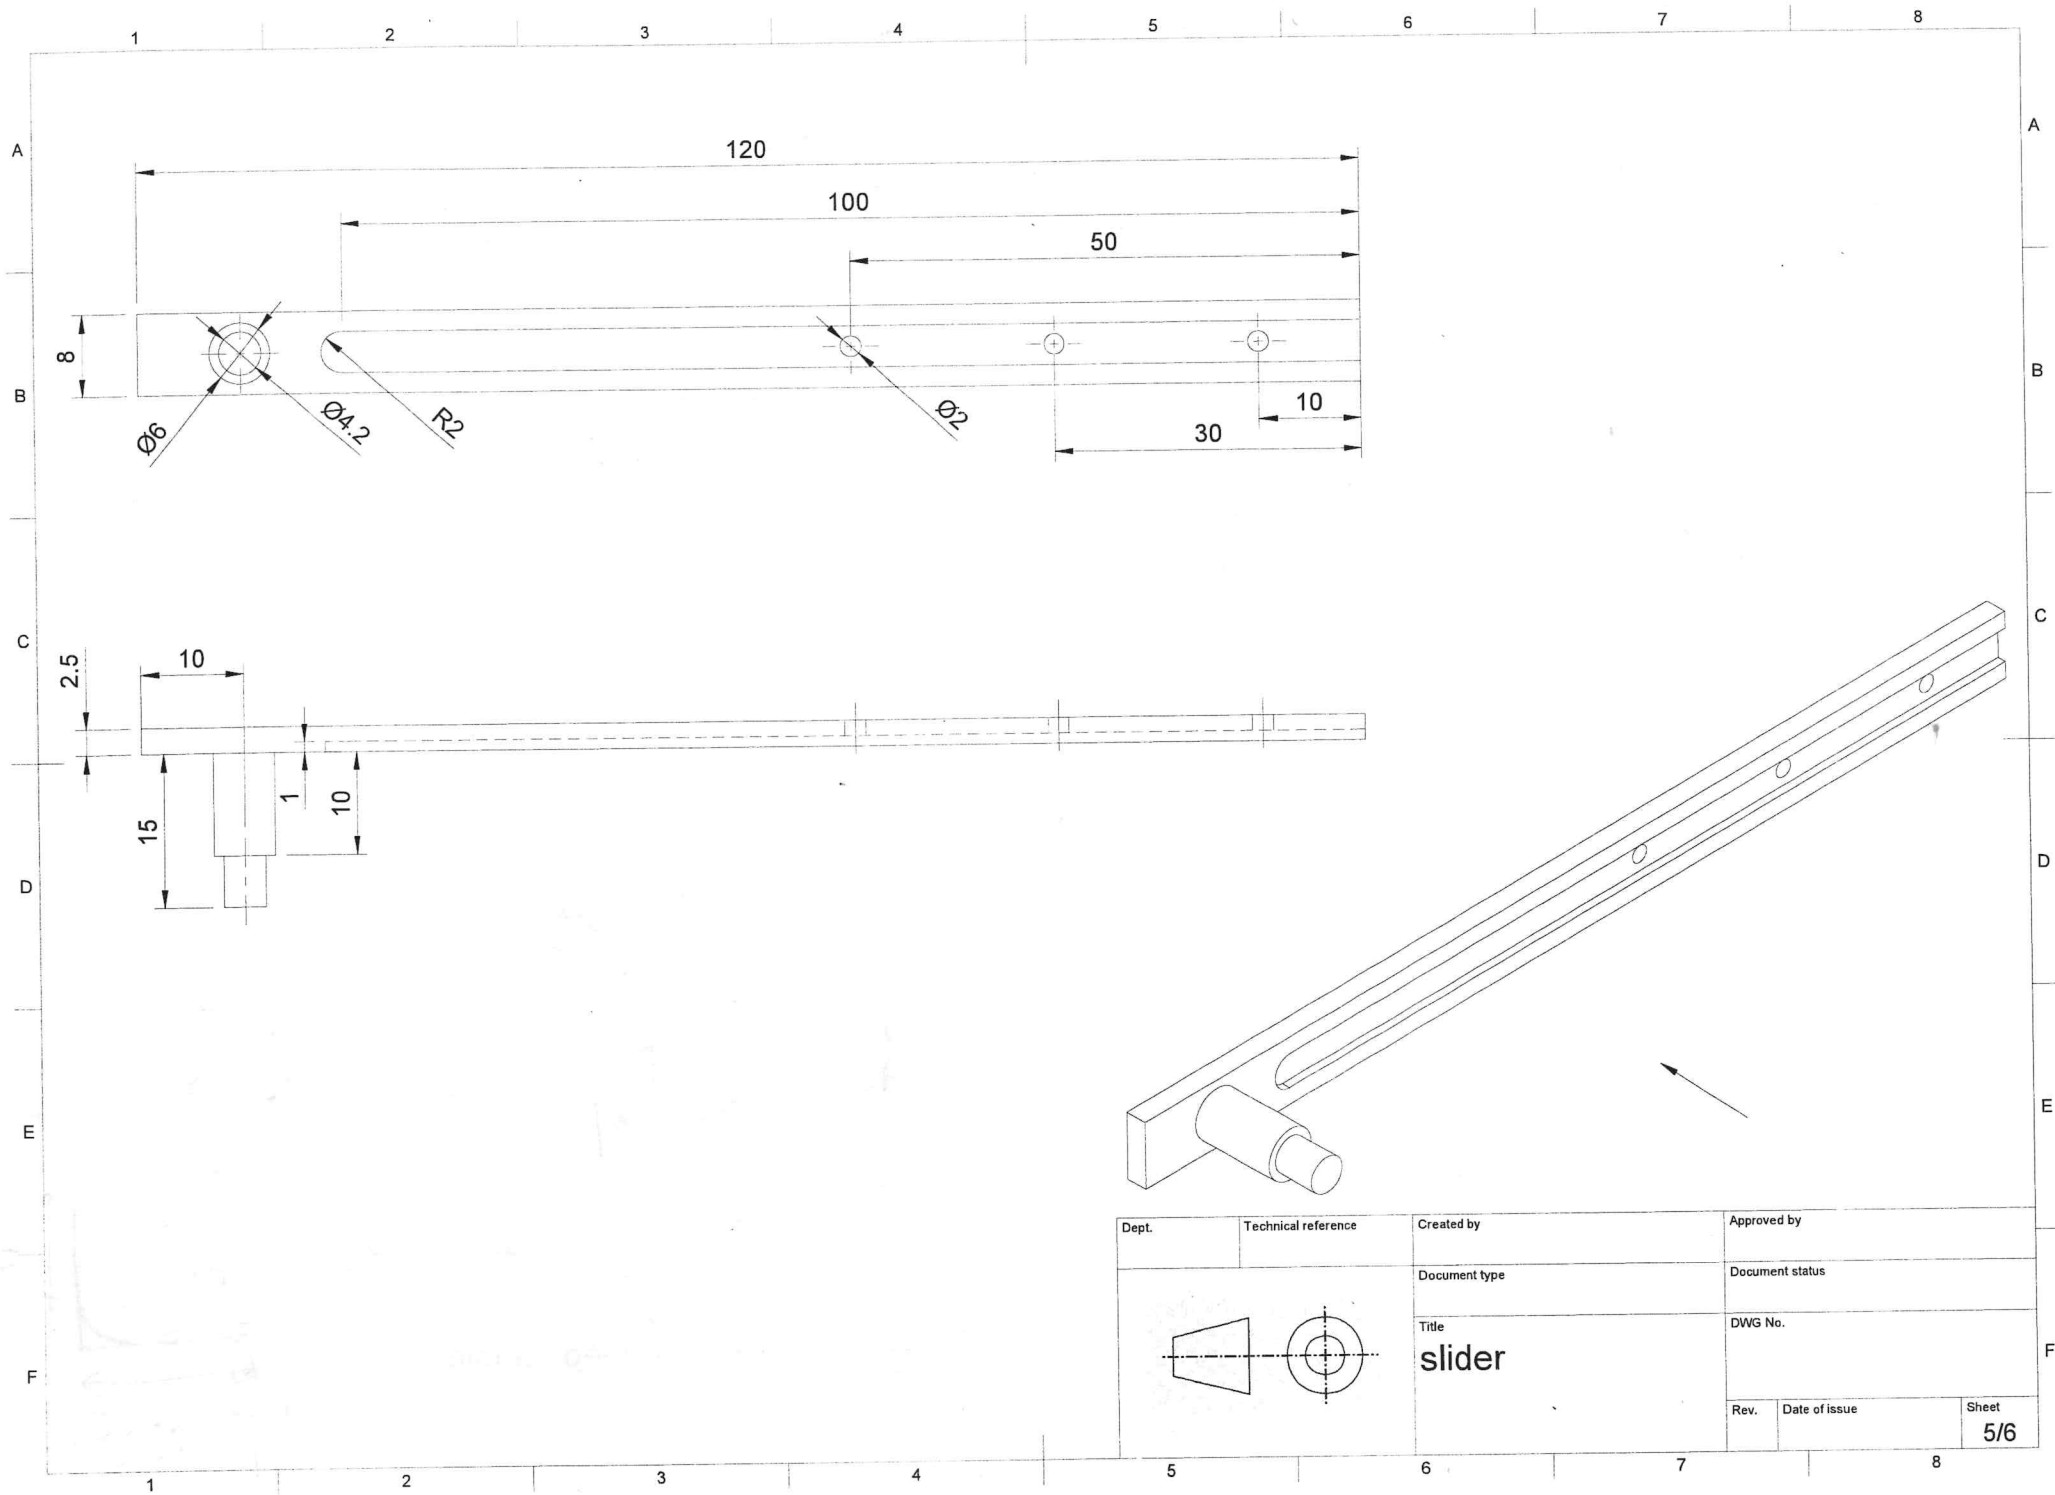 1 2 3 4 5 6 7 8
A A
120
100
50
8
B B
Ø6
Ø4.2
R2
Ø2
10
30
C C
2.5
10
15
1
10
D D
E E
Dept. Technical reference Created by Approved by
Document type Document status
Title DWG No.
slider
F F
Rev. Date of issue Sheet
5/6
1 2 3 4 5 6 7 8